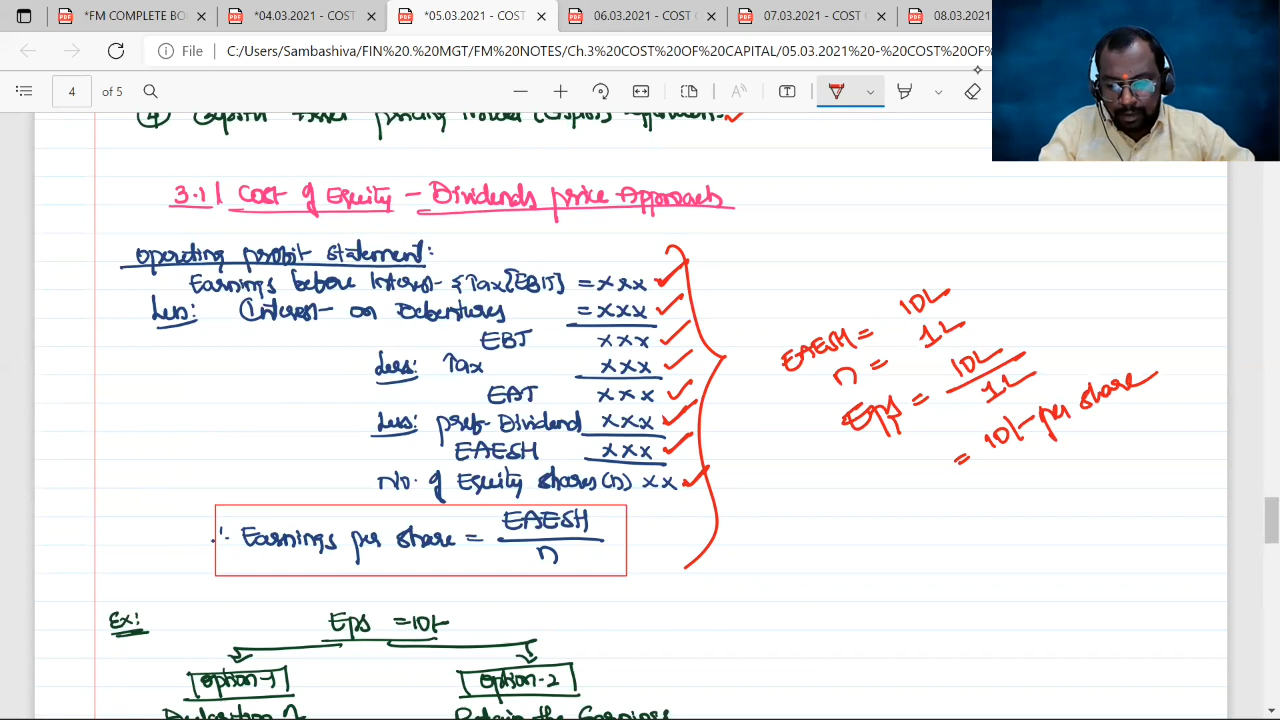 *FM COMPLETE BO
*04.03.2021 - COST
*05.03.2021 - COST
06.03.2021 - COST C
07.03.2021 - COST C
08.03.2021
File
C:/Users/Sambashiva/FIN%20.%20MGT/FM%20NOTES/Ch.3%20COST%20OF%20CAPITAL/05.03.2021%20-%20COST%20OF%
4 of 5
3.1| Cost of Equity - Dividends price Approach
operating profit statement:
Earnings before Interest & Tax [EBIT] = xxx
Less: Interest on Debentures = xxx
EBT xxx
Less: Tax xxx
EAT xxx
Less: pref-Dividend xxx
EAESH xxx
No. of Equity shares (n) xx
∴ Earnings per share = EAESH
n
EAESH = 10L
n = 1L
Eps = 10L
1L
= 10/- per share
Ex: Eps = 10/-
option-1 option-2
Retain the Earnings